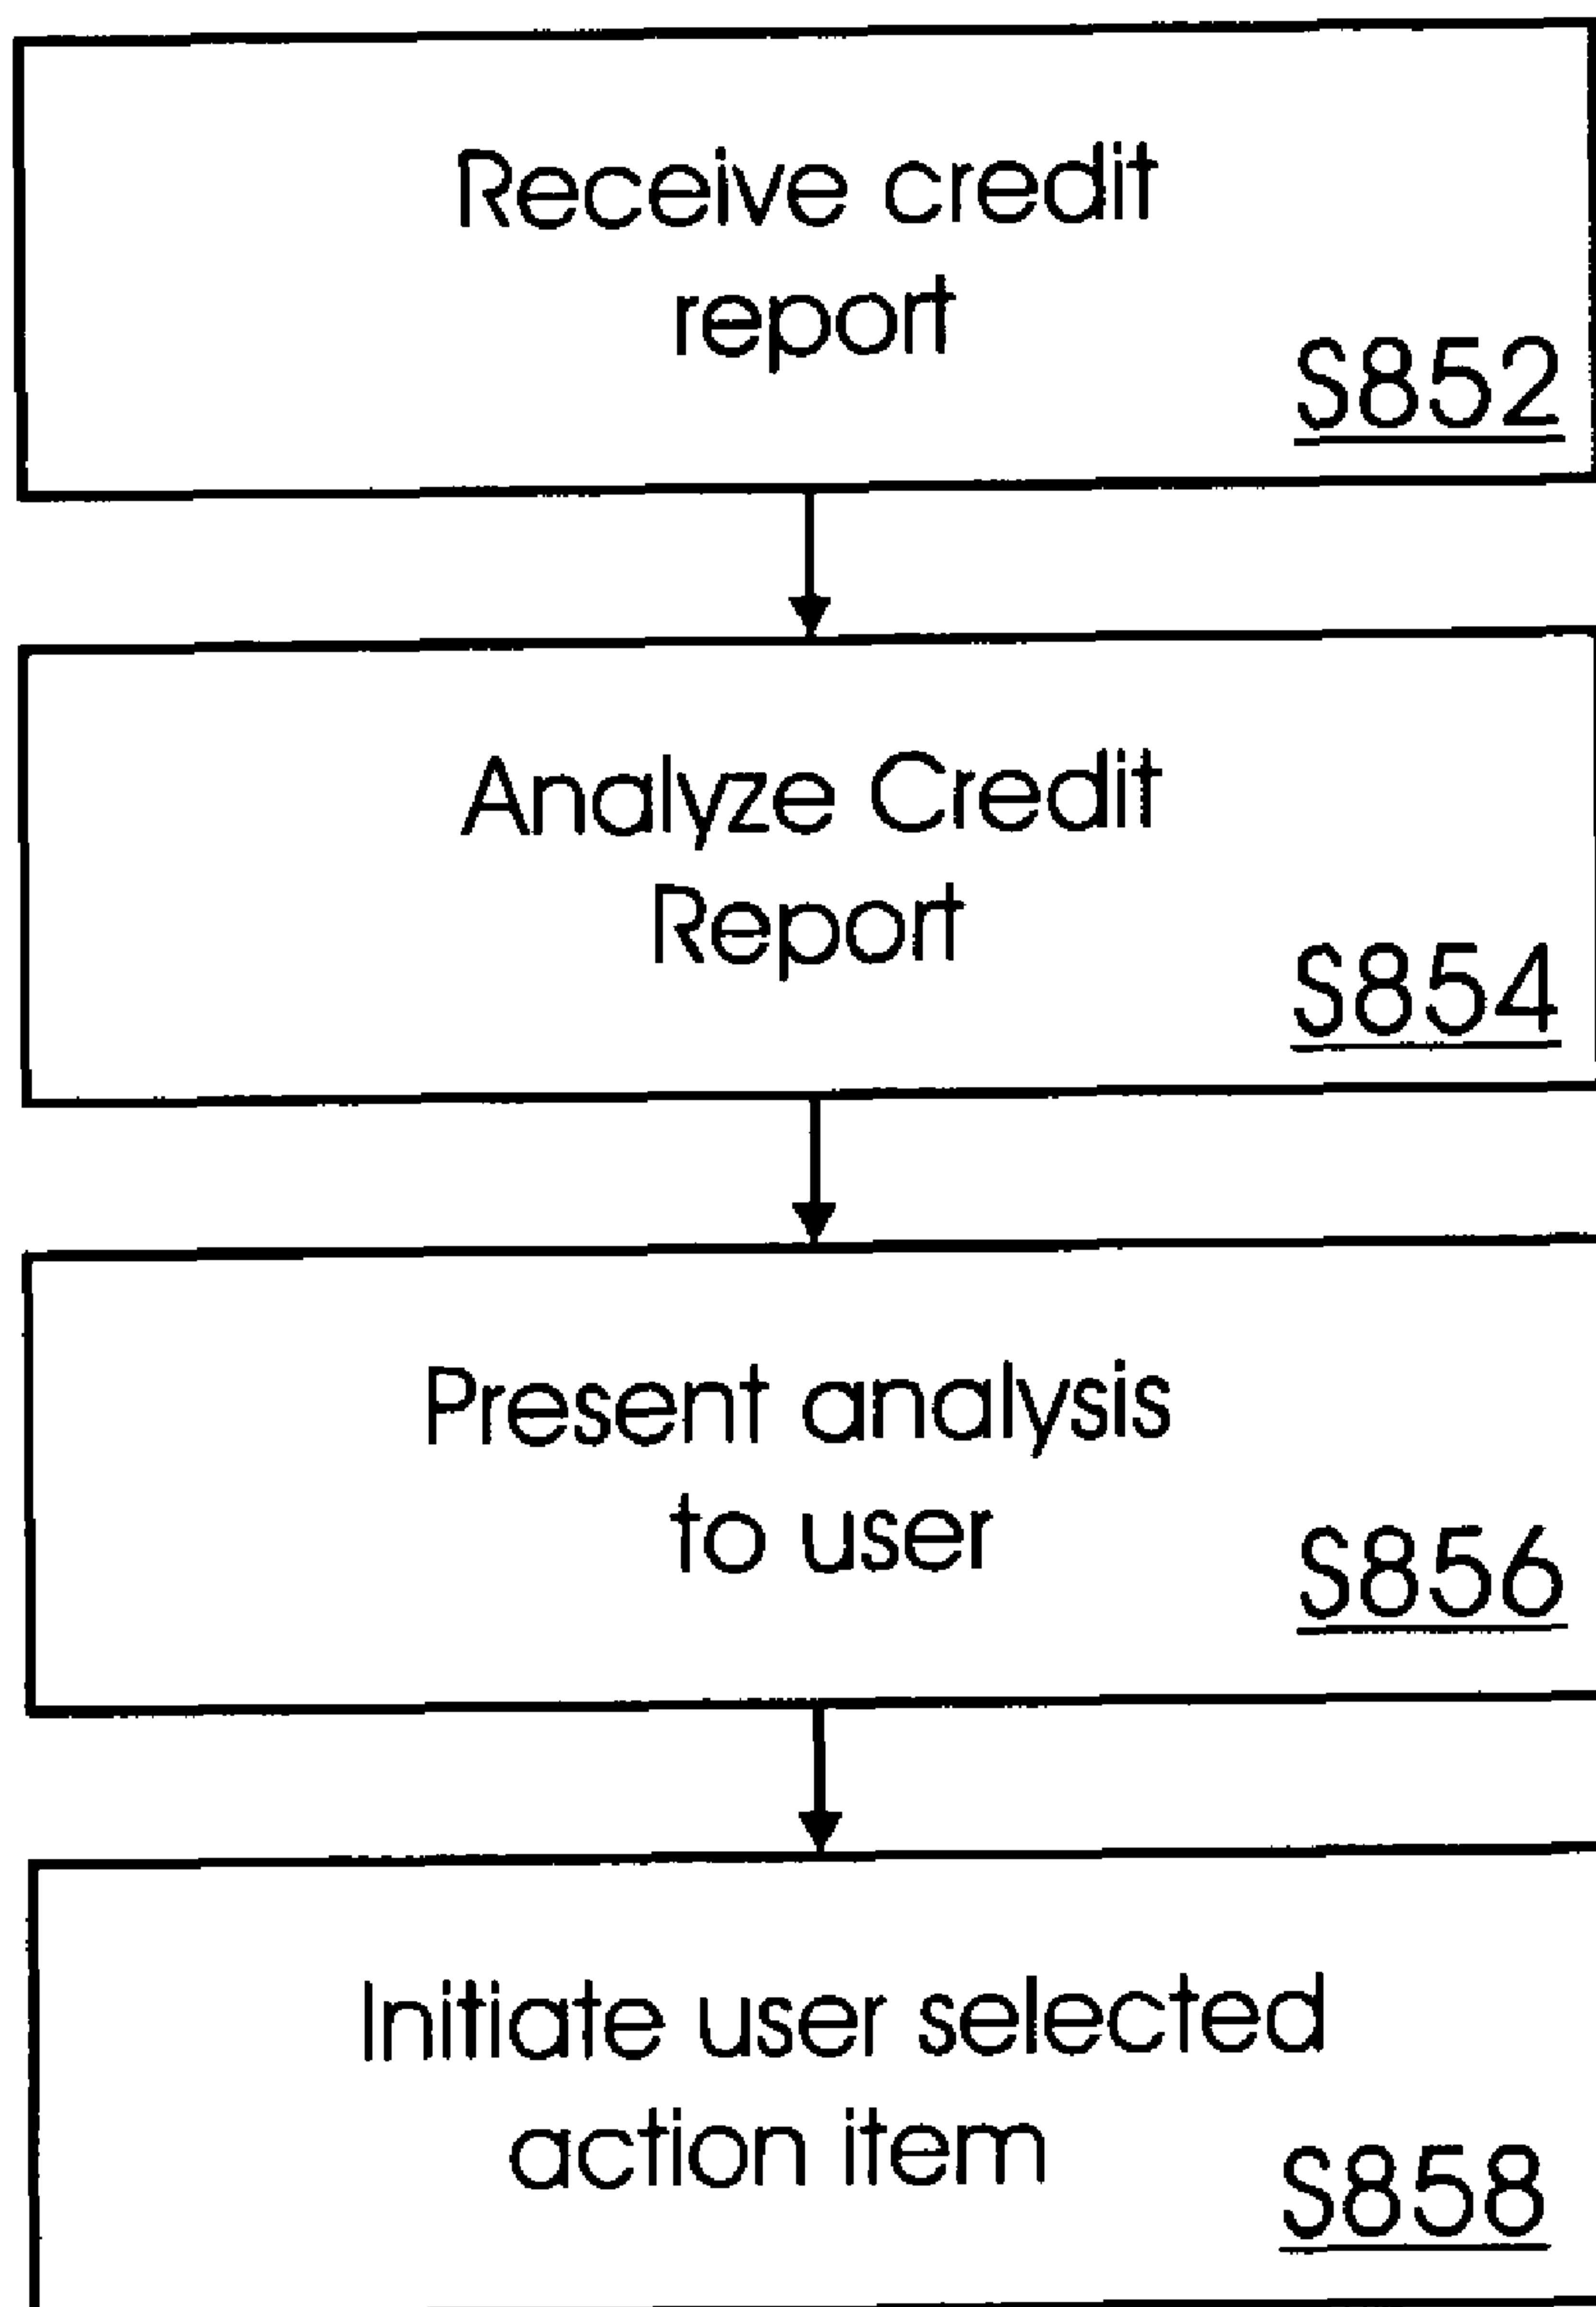 Receive credit
report
S852
Analyze Credit
Report
S854
Present analysis
to user
S856
Initiate user selected
action item
S858